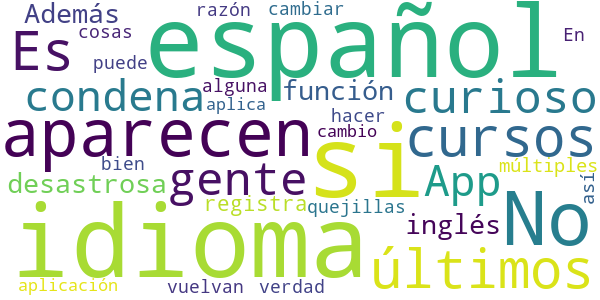 Además razón cambiar
cosas Es español En
puede
condena alguna función curioso
aplica
aparecen hacer si cursos
cambio
bien gente App múltiples
desastrosa No
registra quejillas inglés así
idioma últimos
aplicación vuelvan verdad